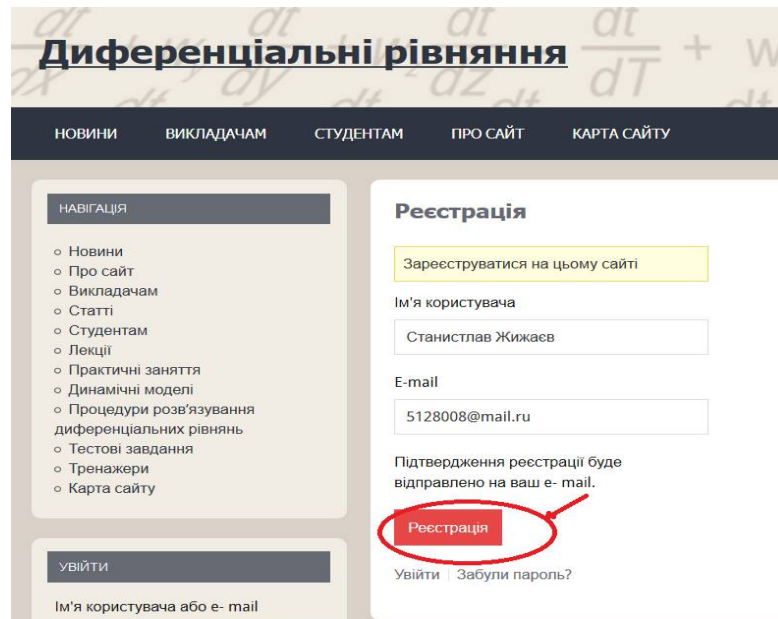 Диференціальні рівняння
НОВИНИ ВИКЛАДАЧАМ СТУДЕНТАМ ПРО САЙТ КАРТА САЙТУ
НАВІГАЦІЯ
Новини
Про сайт
Викладачам
Статті
Студентам
Лекції
Практичні заняття
Динамічні моделі
Процедури розв'язування
диференціальних рівнянь
Тестові завдання
Тренажери
Карта сайту
УВІЙТИ
Ім'я користувача або e- mail
Реєстрація
Зареєструватися на цьому сайті
Ім'я користувача
Станистлав Жижаєв
E-mail
5128008@mail.ru
Підтвердження реєстрації буде
відправлено на ваш e- mail.
Реєстрація
Увійти | Забули пароль?